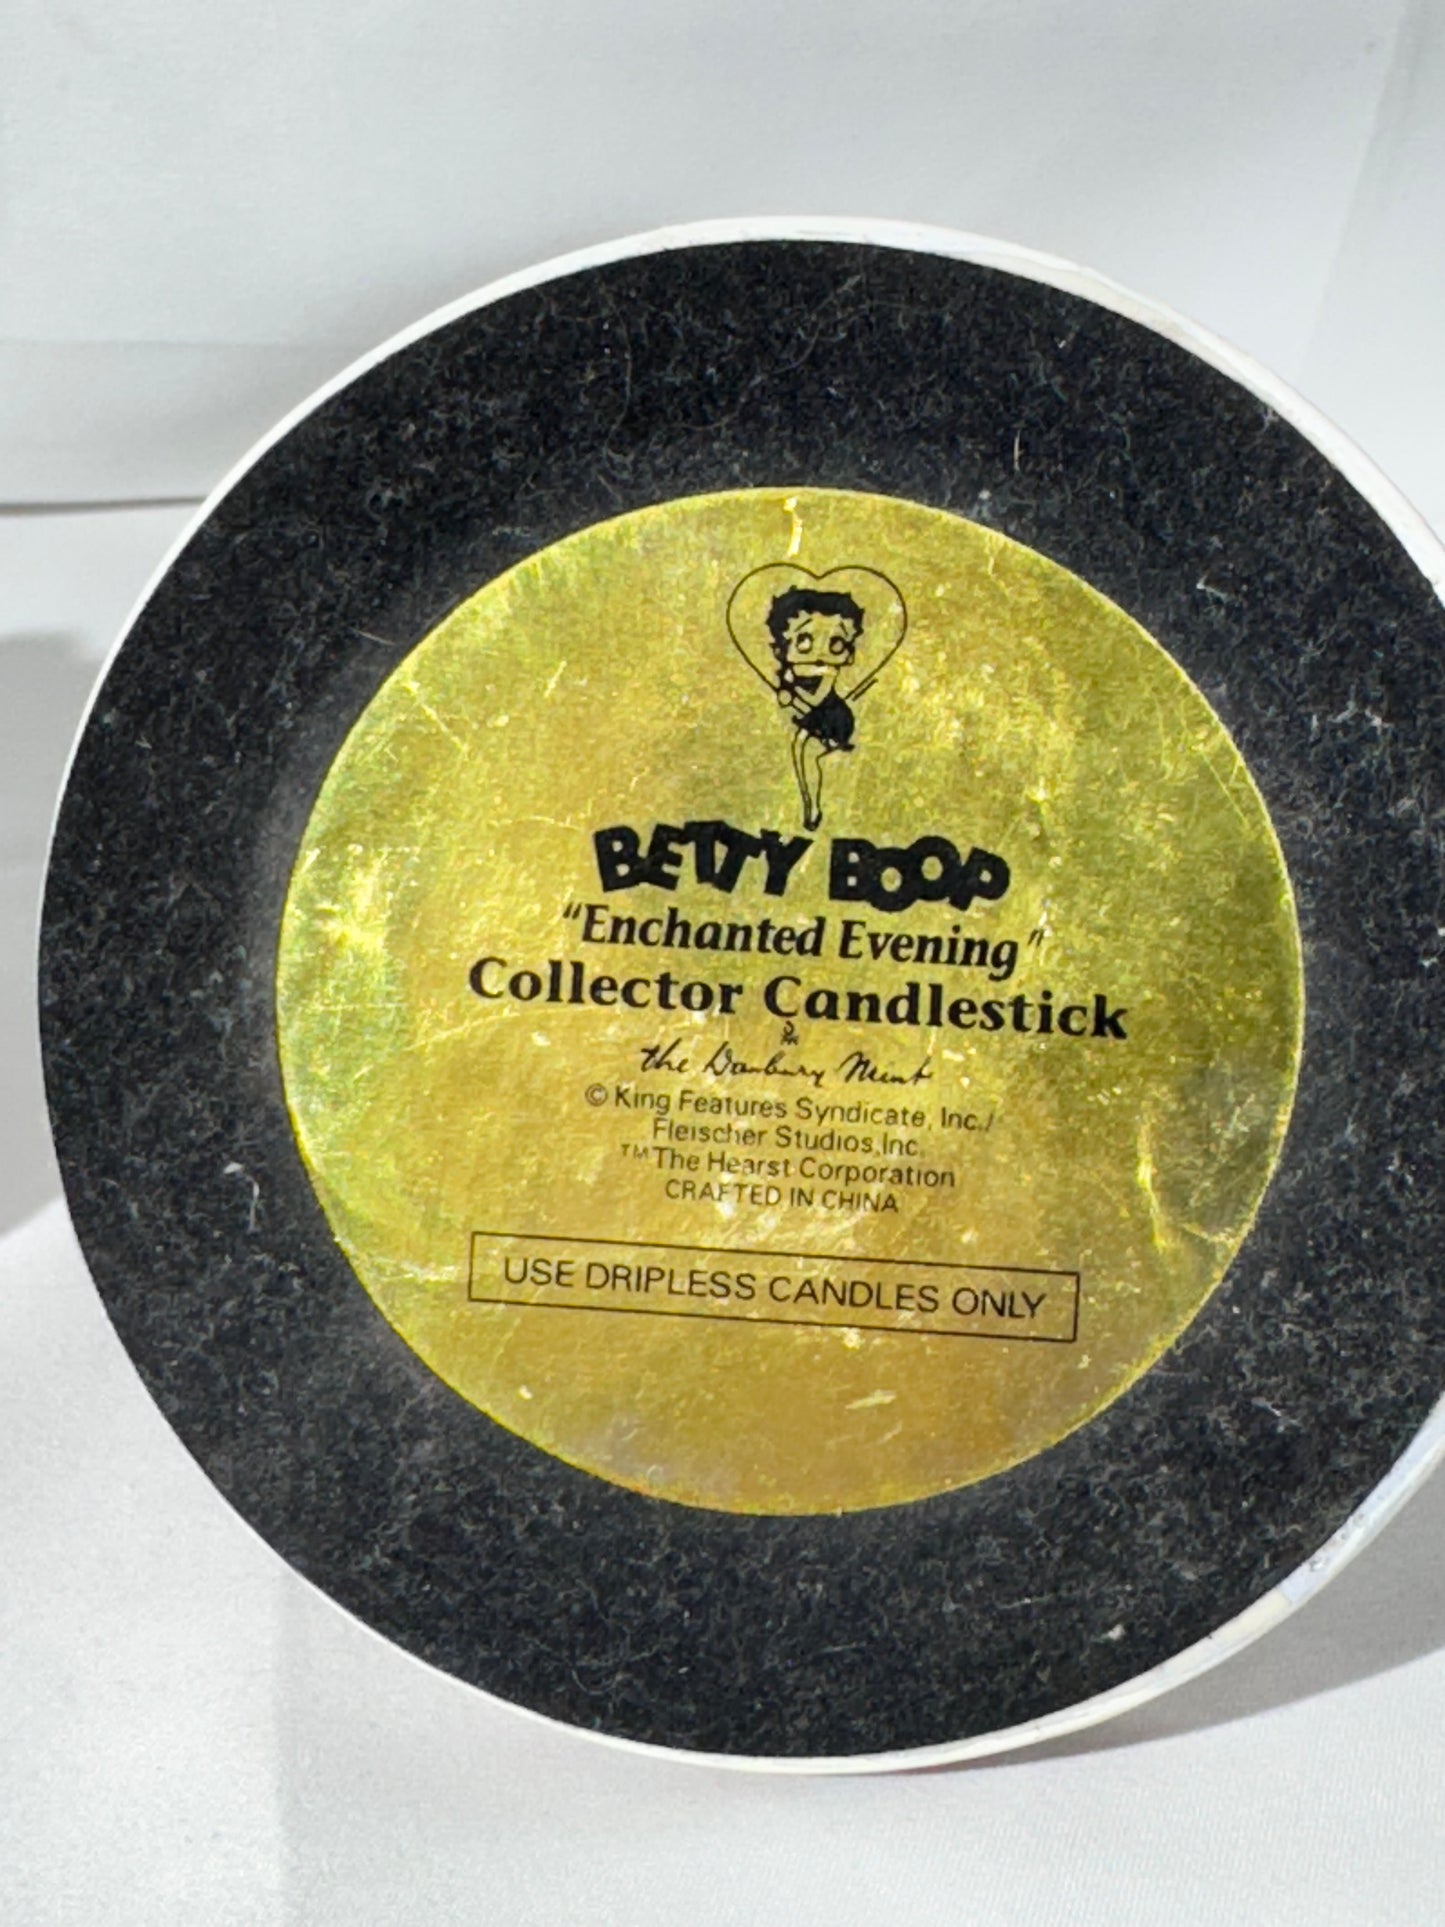 BETTY BOOP
"Enchanted Evening"
Collector Candlestick
the Danbury Mint
© King Features Syndicate, Inc./
Fleischer Studios, Inc.
™ The Hearst Corporation
CRAFTED IN CHINA
USE DRIPLESS CANDLES ONLY